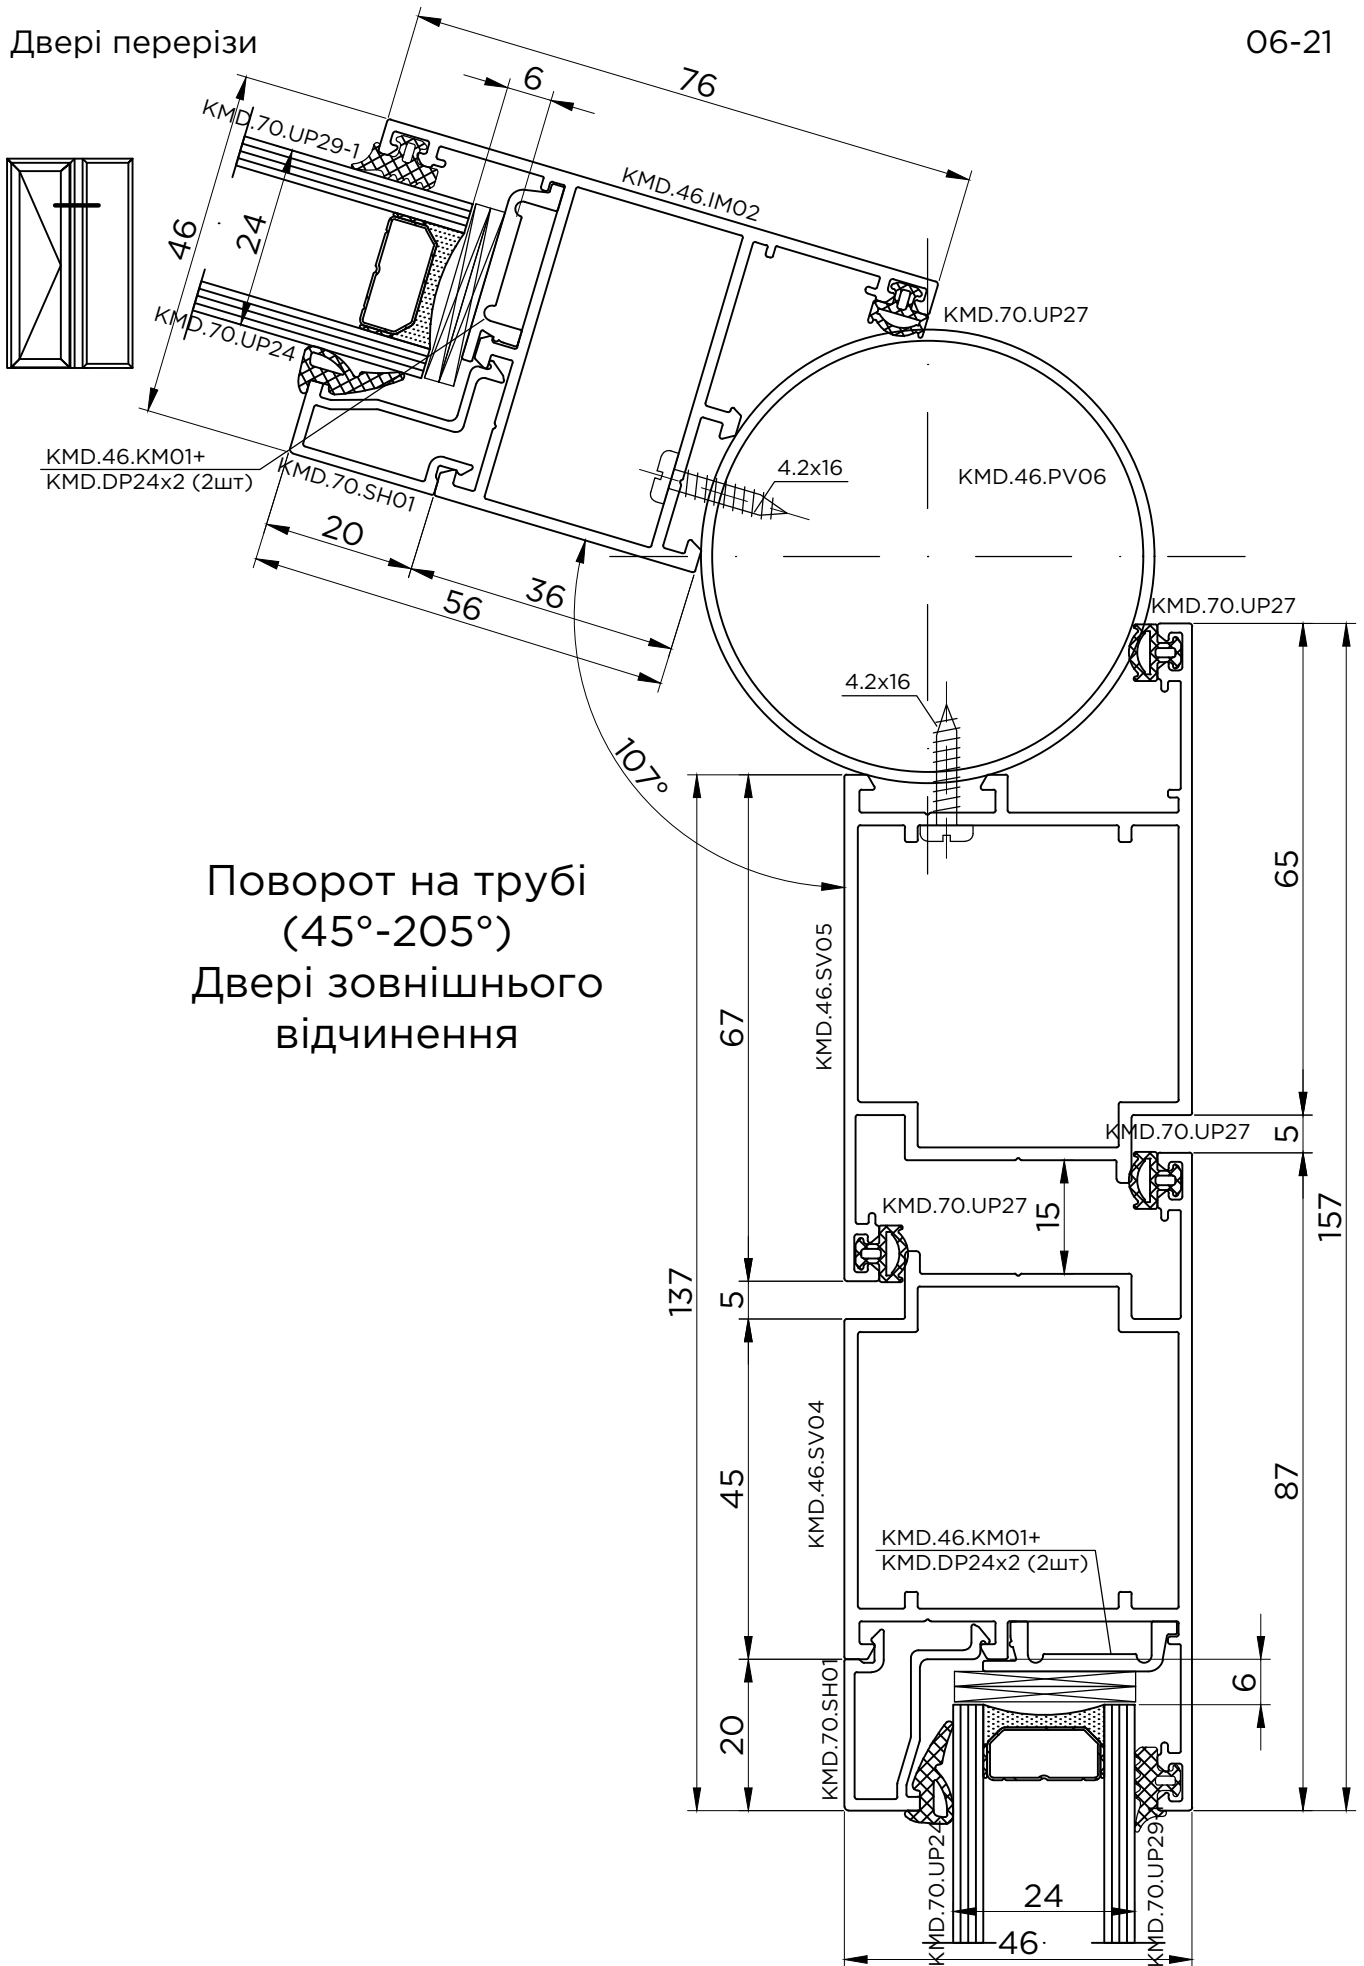 Двері перерізи
06-21
76
6
KMD.70.UP29-1
KMD.46.IM02
46
24
KMD.70.UP27
KMD.70.UP24
KMD.46.KM01+
KMD.DP24x2 (2шт)
KMD.70.SH01
4.2x16
KMD.46.PV06
20
36
56
KMD.70.UP27
4.2x16
107°
Поворот на трубі
(45°-205°)
Двері зовнішнього
відчинення
65
KMD.46.SV05
67
KMD.70.UP27
5
KMD.70.UP27
15
157
137
5
KMD.46.SV04
45
87
KMD.46.KM01+
KMD.DP24x2 (2шт)
6
KMD.70.SH01
20
KMD.70.UP24
KMD.70.UP29
24
46